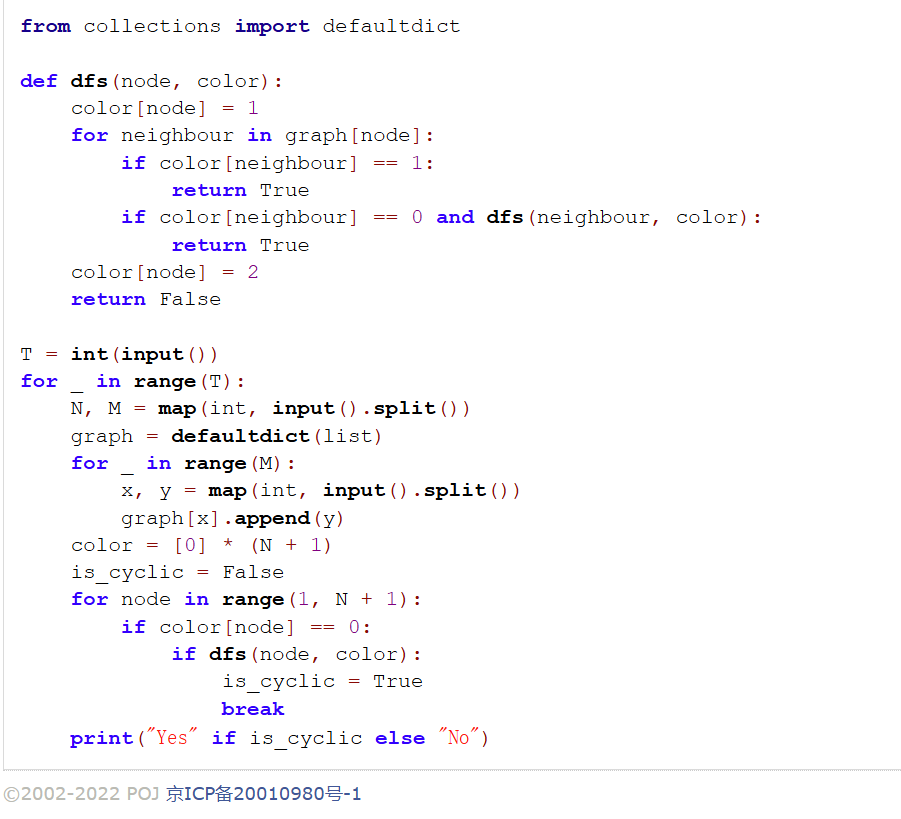 from collections import defaultdict

def dfs(node, color):
    color[node] = 1
    for neighbour in graph[node]:
        if color[neighbour] == 1:
            return True
        if color[neighbour] == 0 and dfs(neighbour, color):
            return True
    color[node] = 2
    return False

T = int(input())
for _ in range(T):
    N, M = map(int, input().split())
    graph = defaultdict(list)
    for _ in range(M):
        x, y = map(int, input().split())
        graph[x].append(y)
    color = [0] * (N + 1)
    is_cyclic = False
    for node in range(1, N + 1):
        if color[node] == 0:
            if dfs(node, color):
                is_cyclic = True
                break
    print("Yes" if is_cyclic else "No")
©2002-2022 POJ 京ICP备20010980号-1